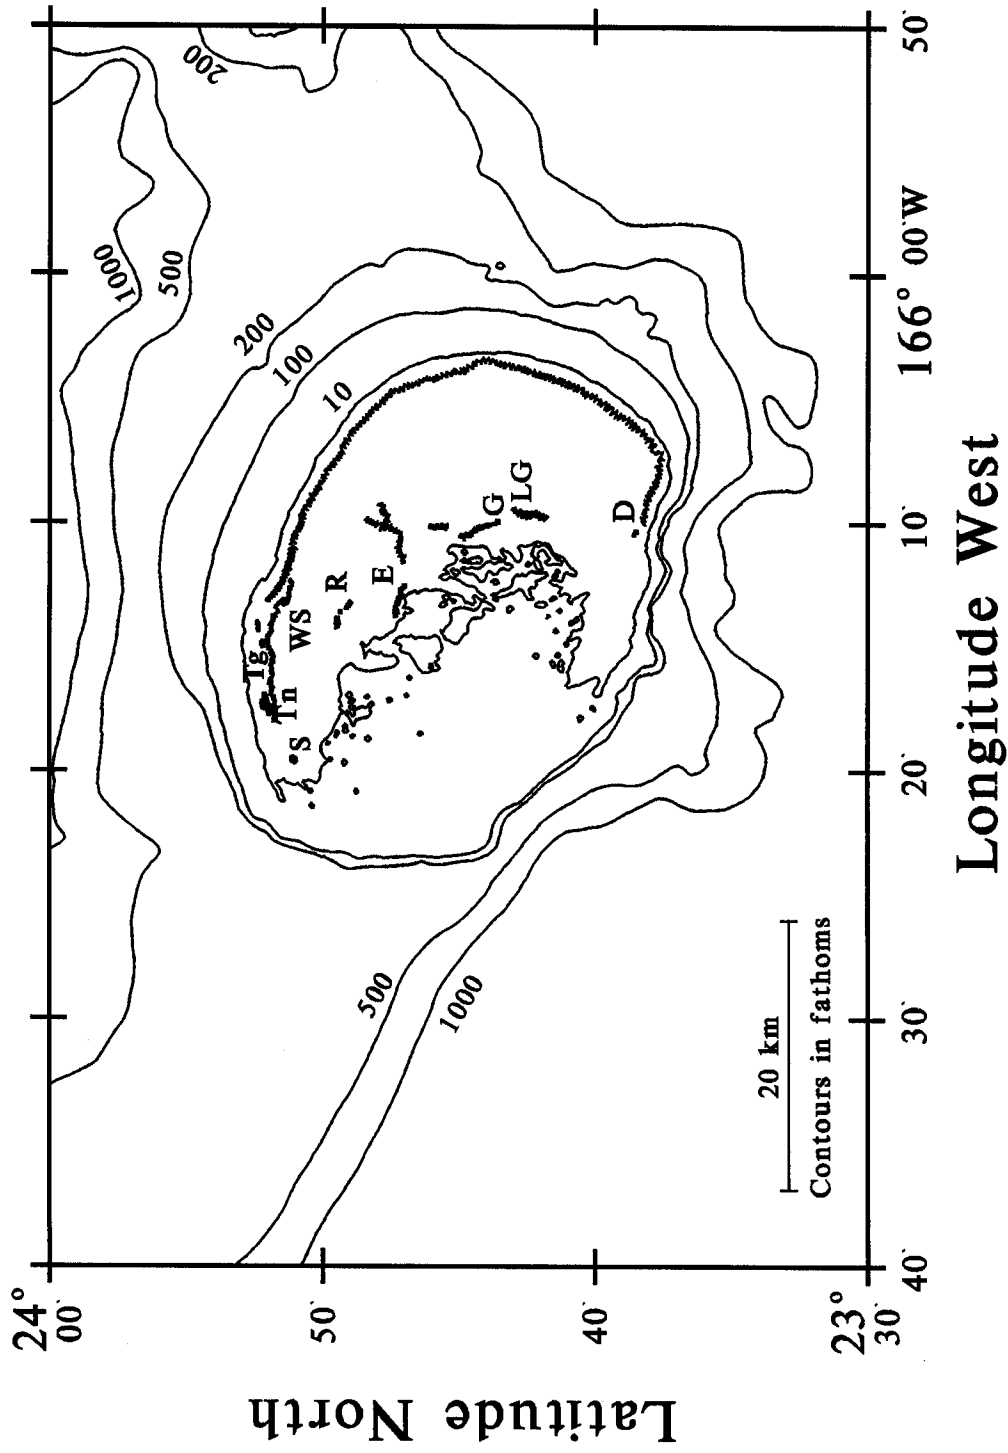 24°
00'
50'
40'
23°
30'
Latitude North
40'
30'
20'
10'
166° 00'W
50'
Longitude West
1000
500
200
100
10
200
Tg
Tn
S
WS
R
E
G
LG
D
500
1000
20 km
Contours in fathoms